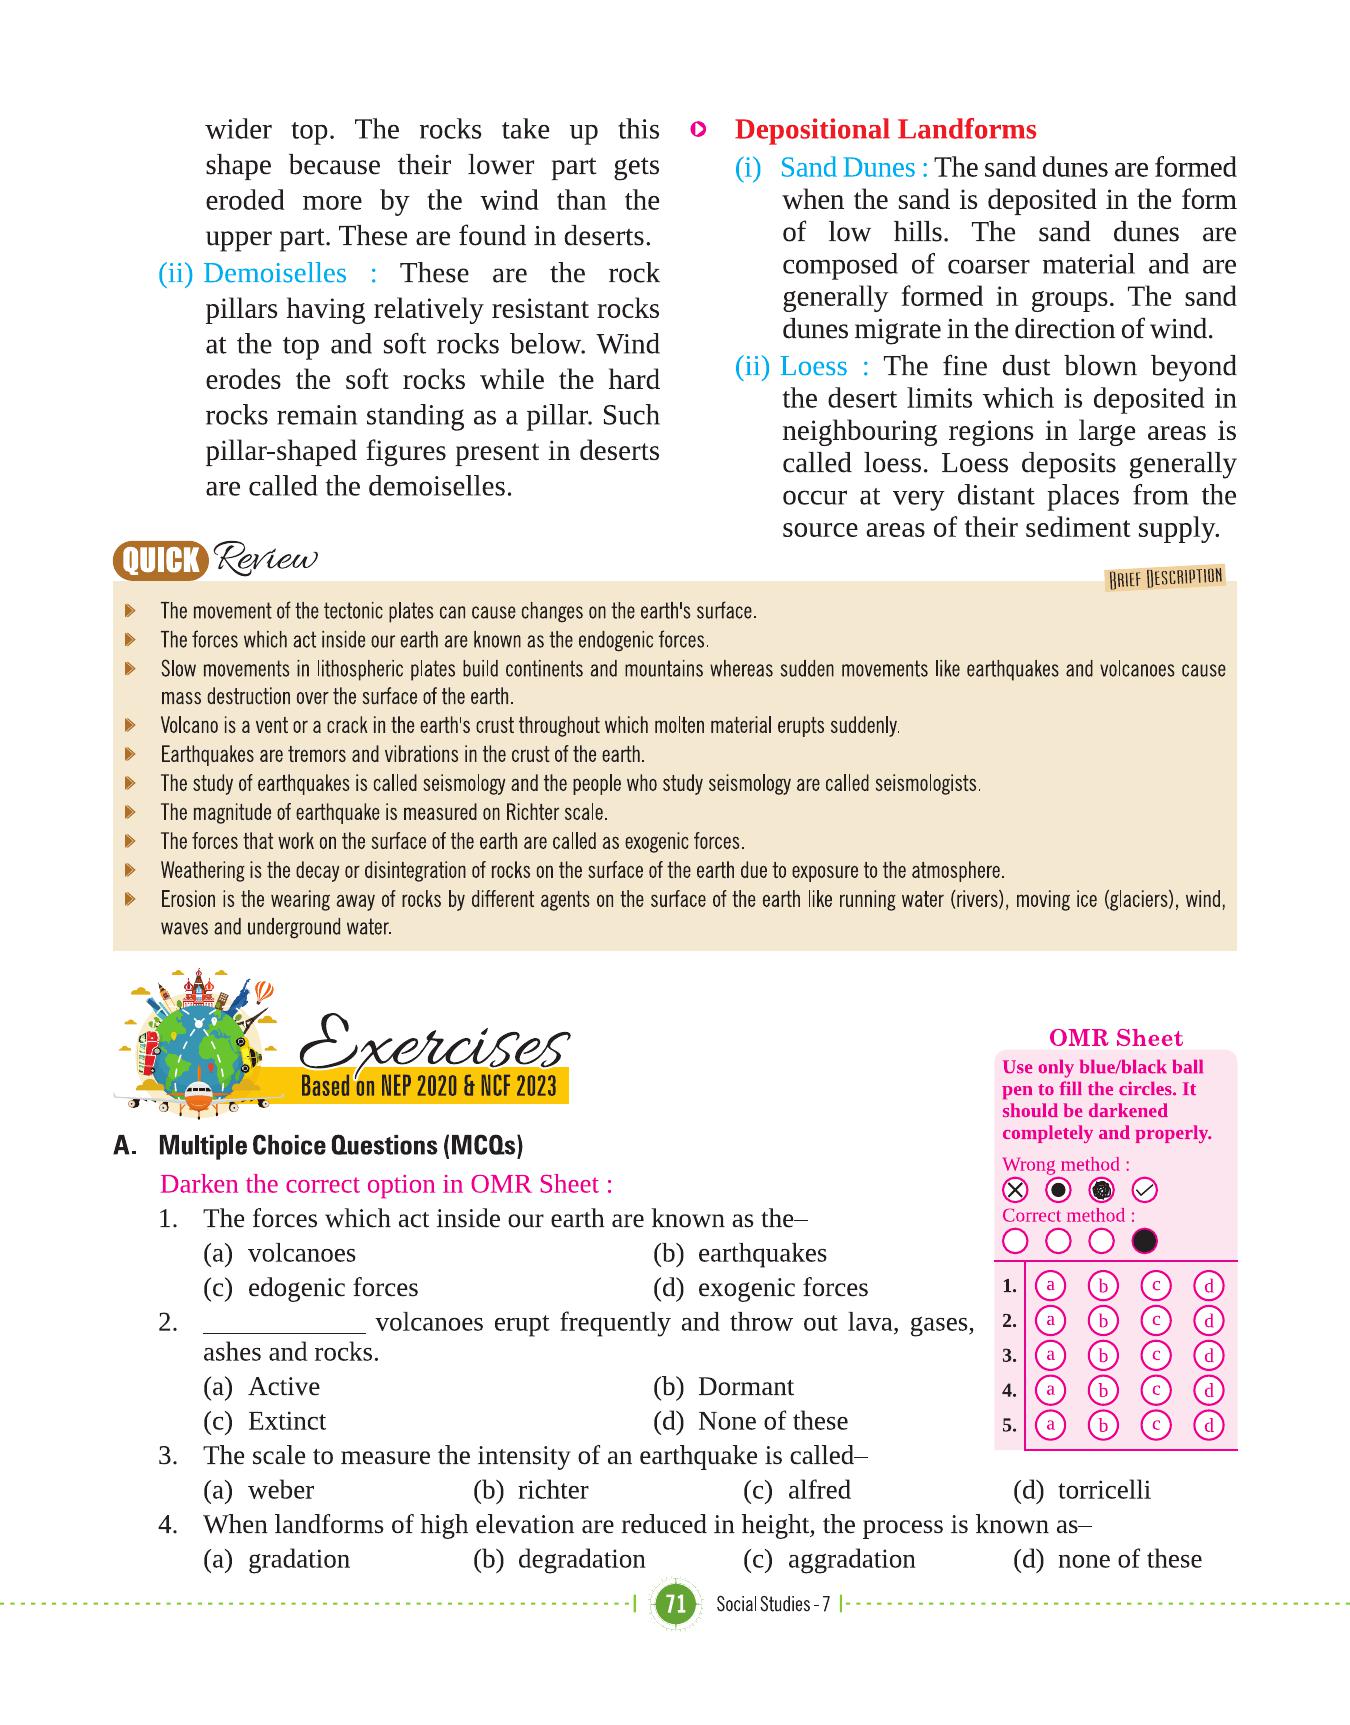 wider top. The rocks take up this
shape because their lower part gets
eroded more by the wind than the
upper part. These are found in deserts.
(ii) Demoiselles : These are the rock
pillars having relatively resistant rocks
at the top and soft rocks below. Wind
erodes the soft rocks while the hard
rocks remain standing as a pillar. Such
pillar-shaped figures present in deserts
are called the demoiselles.
Depositional Landforms
(i) Sand Dunes : The sand dunes are formed
when the sand is deposited in the form
of low hills. The sand dunes are
composed of coarser material and are
generally formed in groups. The sand
dunes migrate in the direction of wind.
(ii) Loess : The fine dust blown beyond
the desert limits which is deposited in
neighbouring regions in large areas is
called loess. Loess deposits generally
occur at very distant places from the
source areas of their sediment supply.
QUICK Review
BRIEF DESCRIPTION
The movement of the tectonic plates can cause changes on the earth's surface.
The forces which act inside our earth are known as the endogenic forces.
Slow movements in lithospheric plates build continents and mountains whereas sudden movements like earthquakes and volcanoes cause
mass destruction over the surface of the earth.
Volcano is a vent or a crack in the earth's crust throughout which molten material erupts suddenly.
Earthquakes are tremors and vibrations in the crust of the earth.
The study of earthquakes is called seismology and the people who study seismology are called seismologists.
The magnitude of earthquake is measured on Richter scale.
The forces that work on the surface of the earth are called as exogenic forces.
Weathering is the decay or disintegration of rocks on the surface of the earth due to exposure to the atmosphere.
Erosion is the wearing away of rocks by different agents on the surface of the earth like running water (rivers), moving ice (glaciers), wind,
waves and underground water.
Exercises
Based on NEP 2020 & NCF 2023
A. Multiple Choice Questions (MCQs)
Darken the correct option in OMR Sheet :
1. The forces which act inside our earth are known as the–
(a) volcanoes (b) earthquakes
(c) edogenic forces (d) exogenic forces
2. ____________ volcanoes erupt frequently and throw out lava, gases,
ashes and rocks.
(a) Active (b) Dormant
(c) Extinct (d) None of these
3. The scale to measure the intensity of an earthquake is called–
(a) weber (b) richter (c) alfred (d) torricelli
4. When landforms of high elevation are reduced in height, the process is known as–
(a) gradation (b) degradation (c) aggradation (d) none of these
OMR Sheet
Use only blue/black ball
pen to fill the circles. It
should be darkened
completely and properly.
Wrong method :
Correct method :
1. a b c d
2. a b c d
3. a b c d
4. a b c d
5. a b c d
71 Social Studies - 7